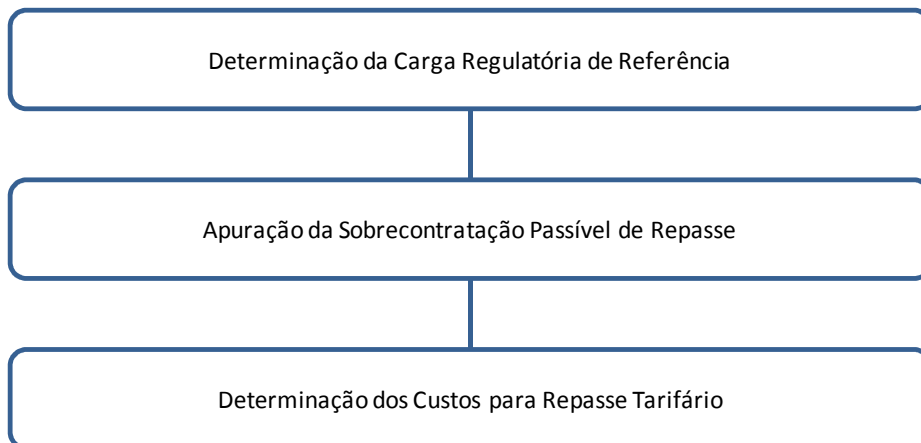 Determinação da Carga Regulatória de Referência
Apuração da Sobrecontratação Passível de Repasse
Determinação dos Custos para Repasse Tarifário